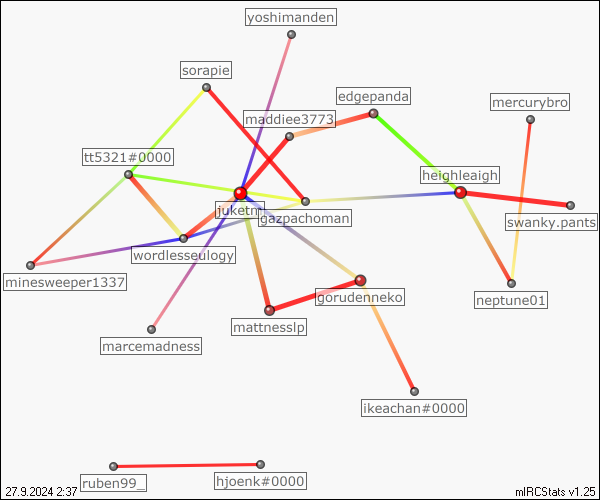 yoshimanden
sorapie
edgepanda
mercurybro
maddiee3773
tt5321#0000
heighleaigh
juketni
gazpachoman
swanky.pants
wordlesseulogy
minesweeper1337
gorudenneko
neptune01
mattnesslp
marcemadness
ikeachan#0000
ruben99_
hjoenk#0000
27.9.2024 2:37
mIRCStats v1.25